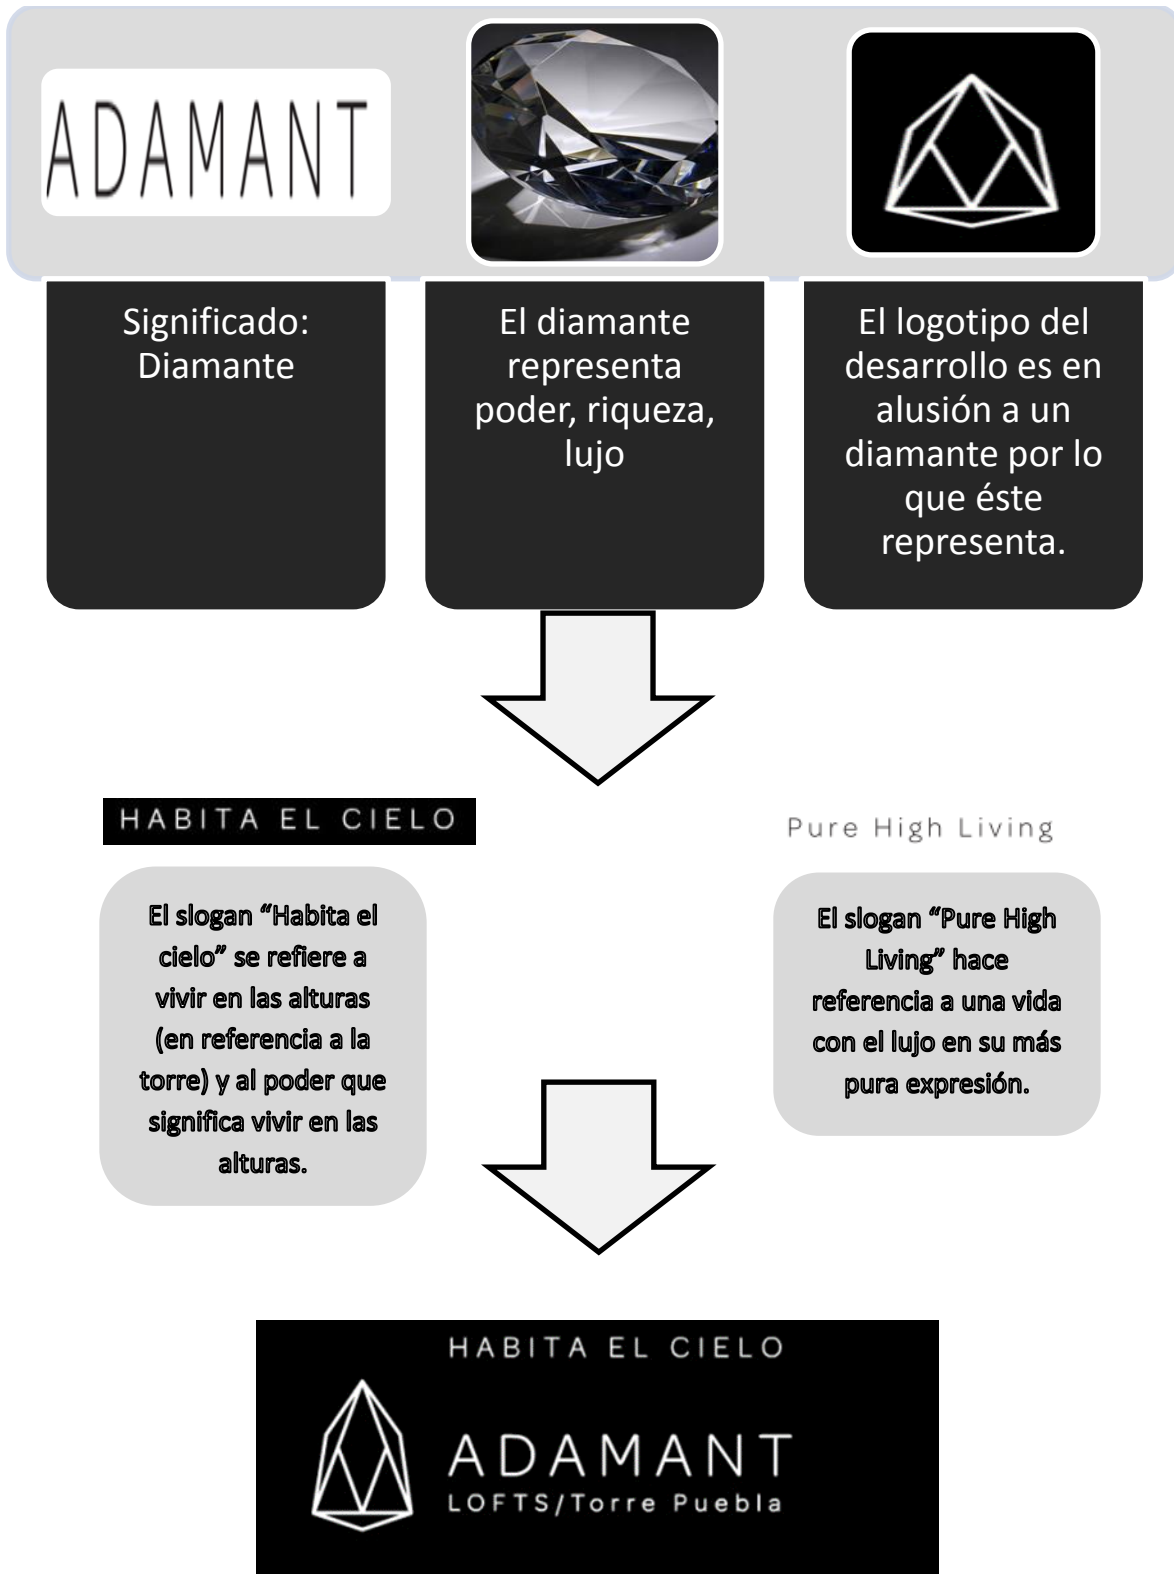 ADAMANT
Significado:
Diamante
El diamante
representa
poder, riqueza,
lujo
El logotipo del
desarrollo es en
alusión a un
diamante por lo
que éste
representa.
HABITA EL CIELO
El slogan “Habita el
cielo” se refiere a
vivir en las alturas
(en referencia a la
torre) y al poder que
significa vivir en las
alturas.
Pure High Living
El slogan “Pure High
Living” hace
referencia a una vida
con el lujo en su más
pura expresión.
HABITA EL CIELO
ADAMANT
LOFTS/Torre Puebla